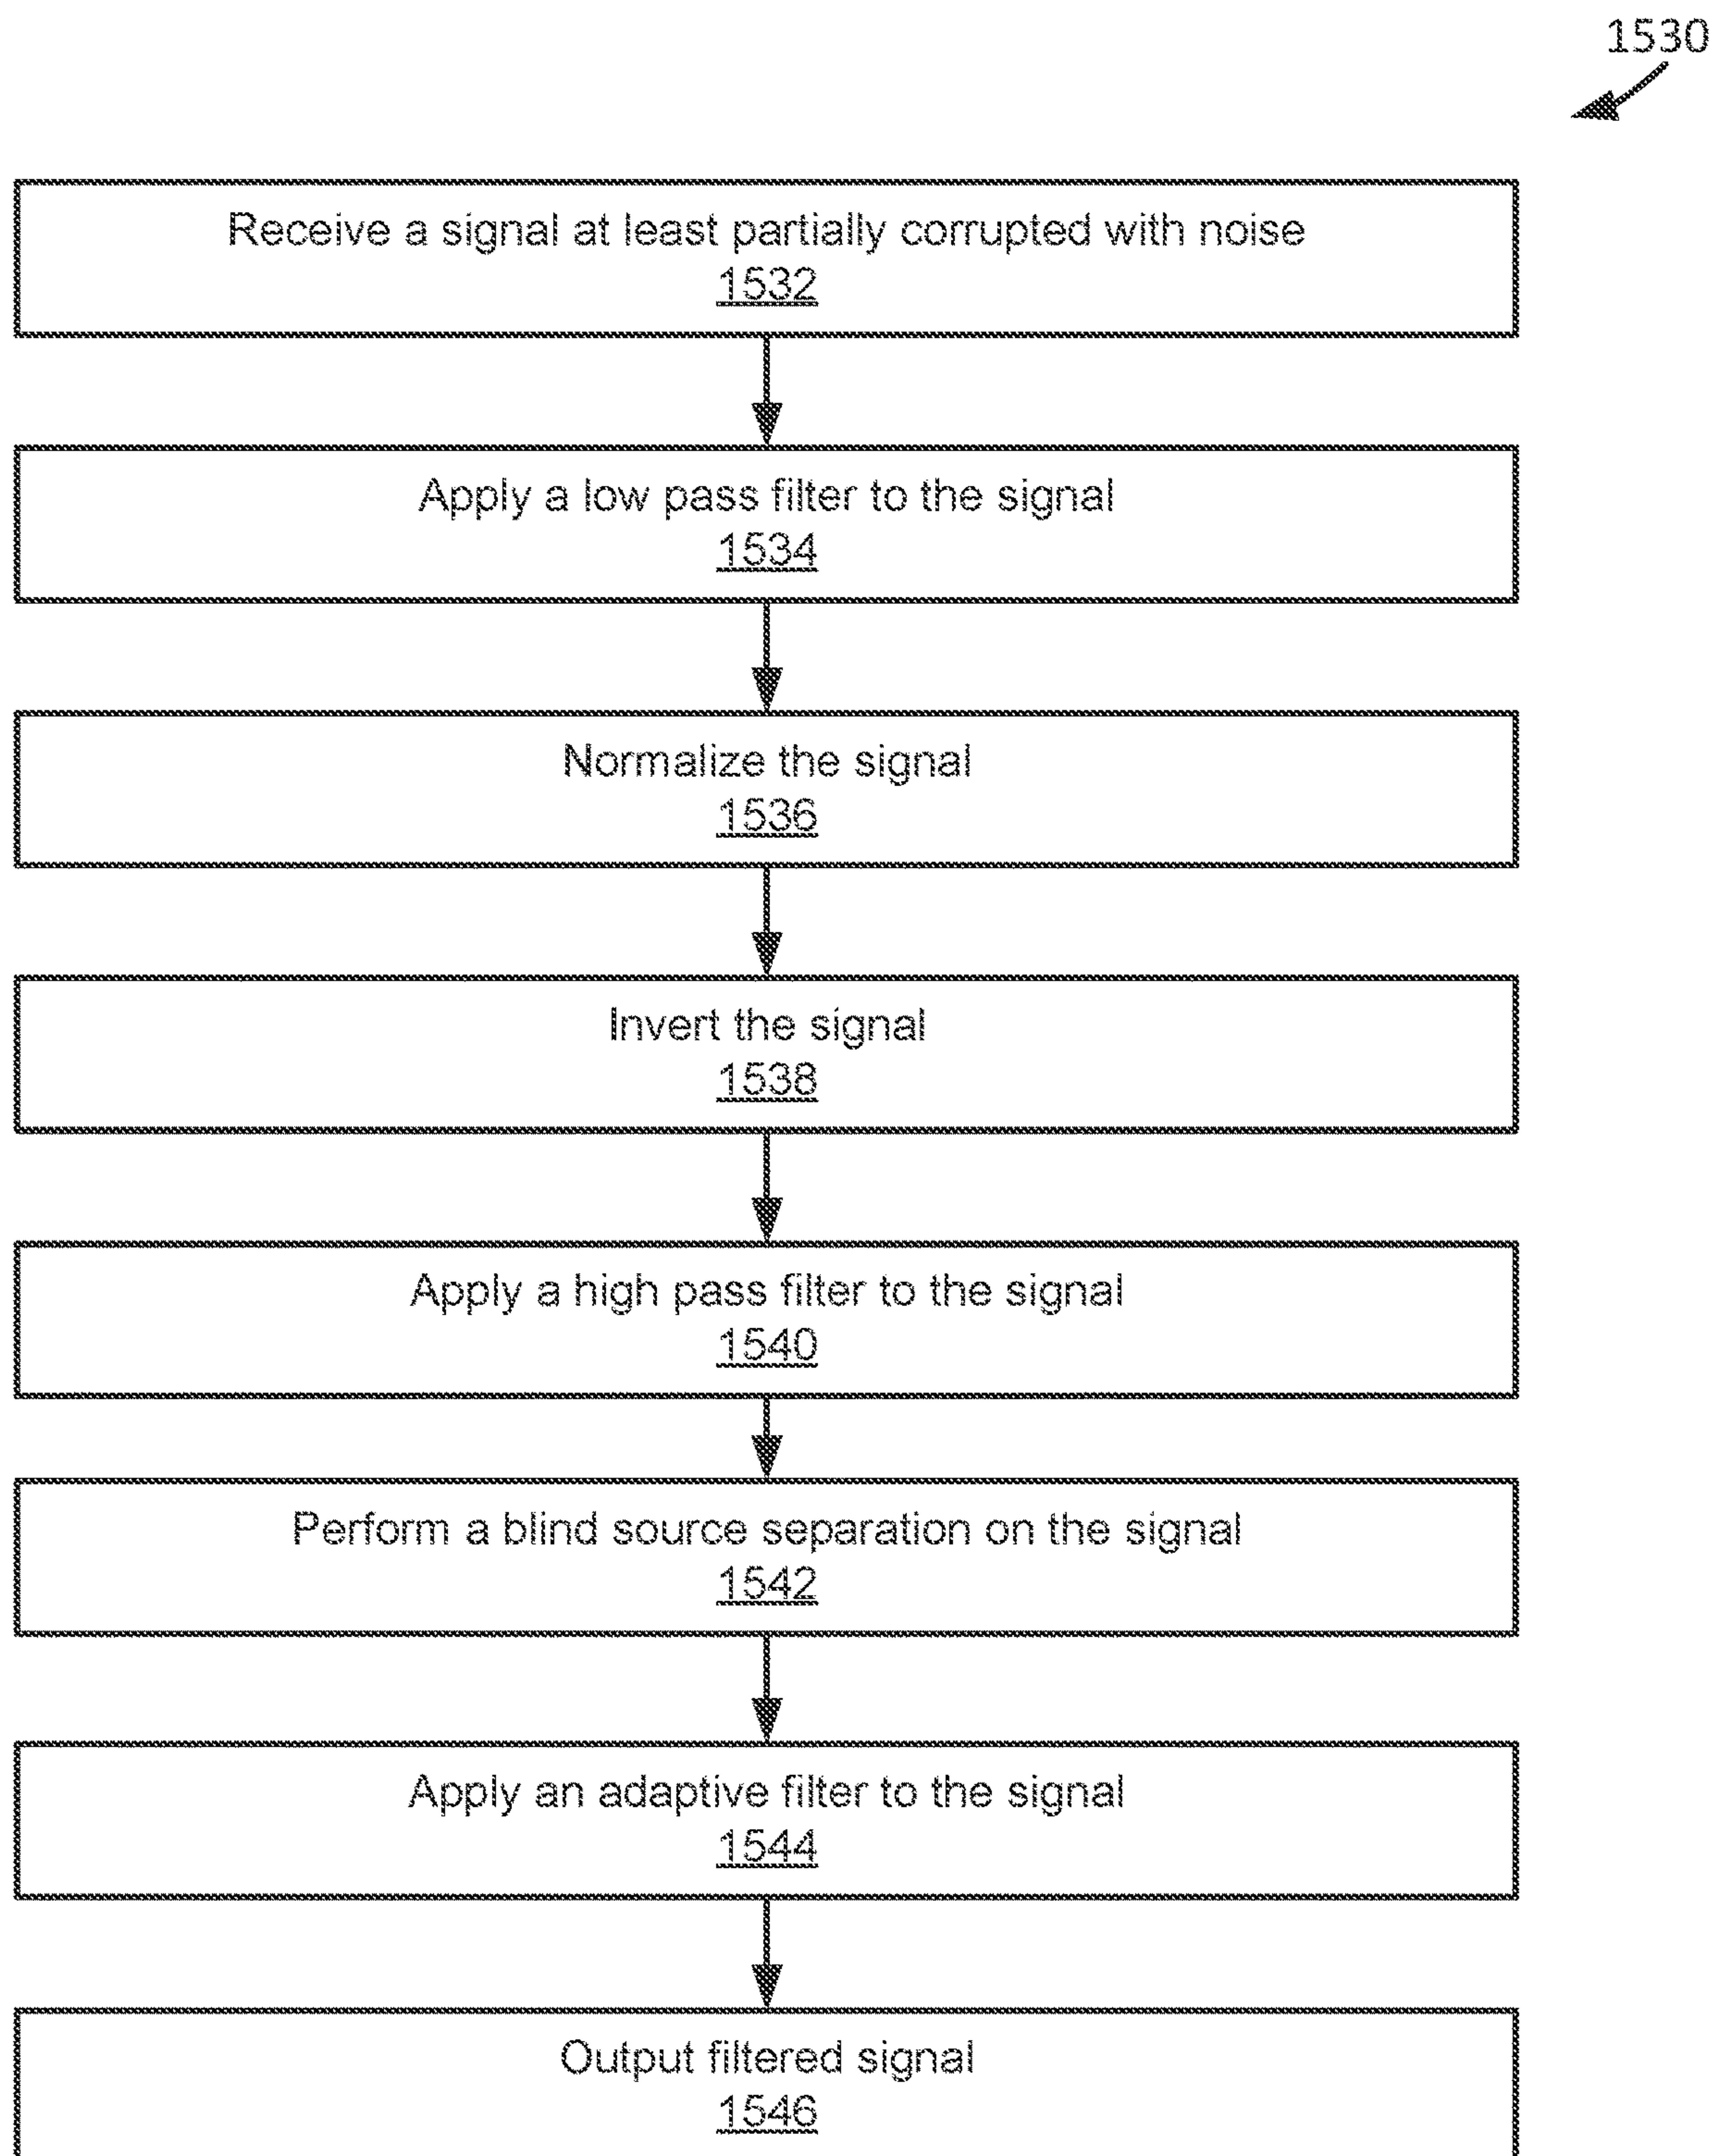 1530
Receive a signal at least partially corrupted with noise
1532
Apply a low pass filter to the signal
1534
Normalize the signal
1536
Invert the signal
1538
Apply a high pass filter to the signal
1540
Perform a blind source separation on the signal
1542
Apply an adaptive filter to the signal
1544
Output filtered signal
1546